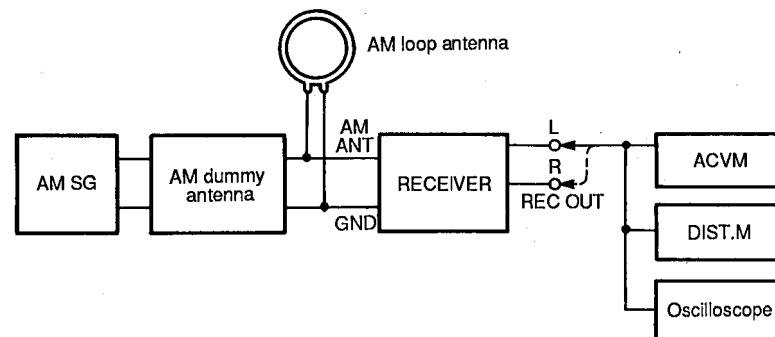 AM loop antenna
AM SG
AM dummy
antenna
AM
ANT
GND
RECEIVER
L
R
REC OUT
ACVM
DIST.M
Oscilloscope